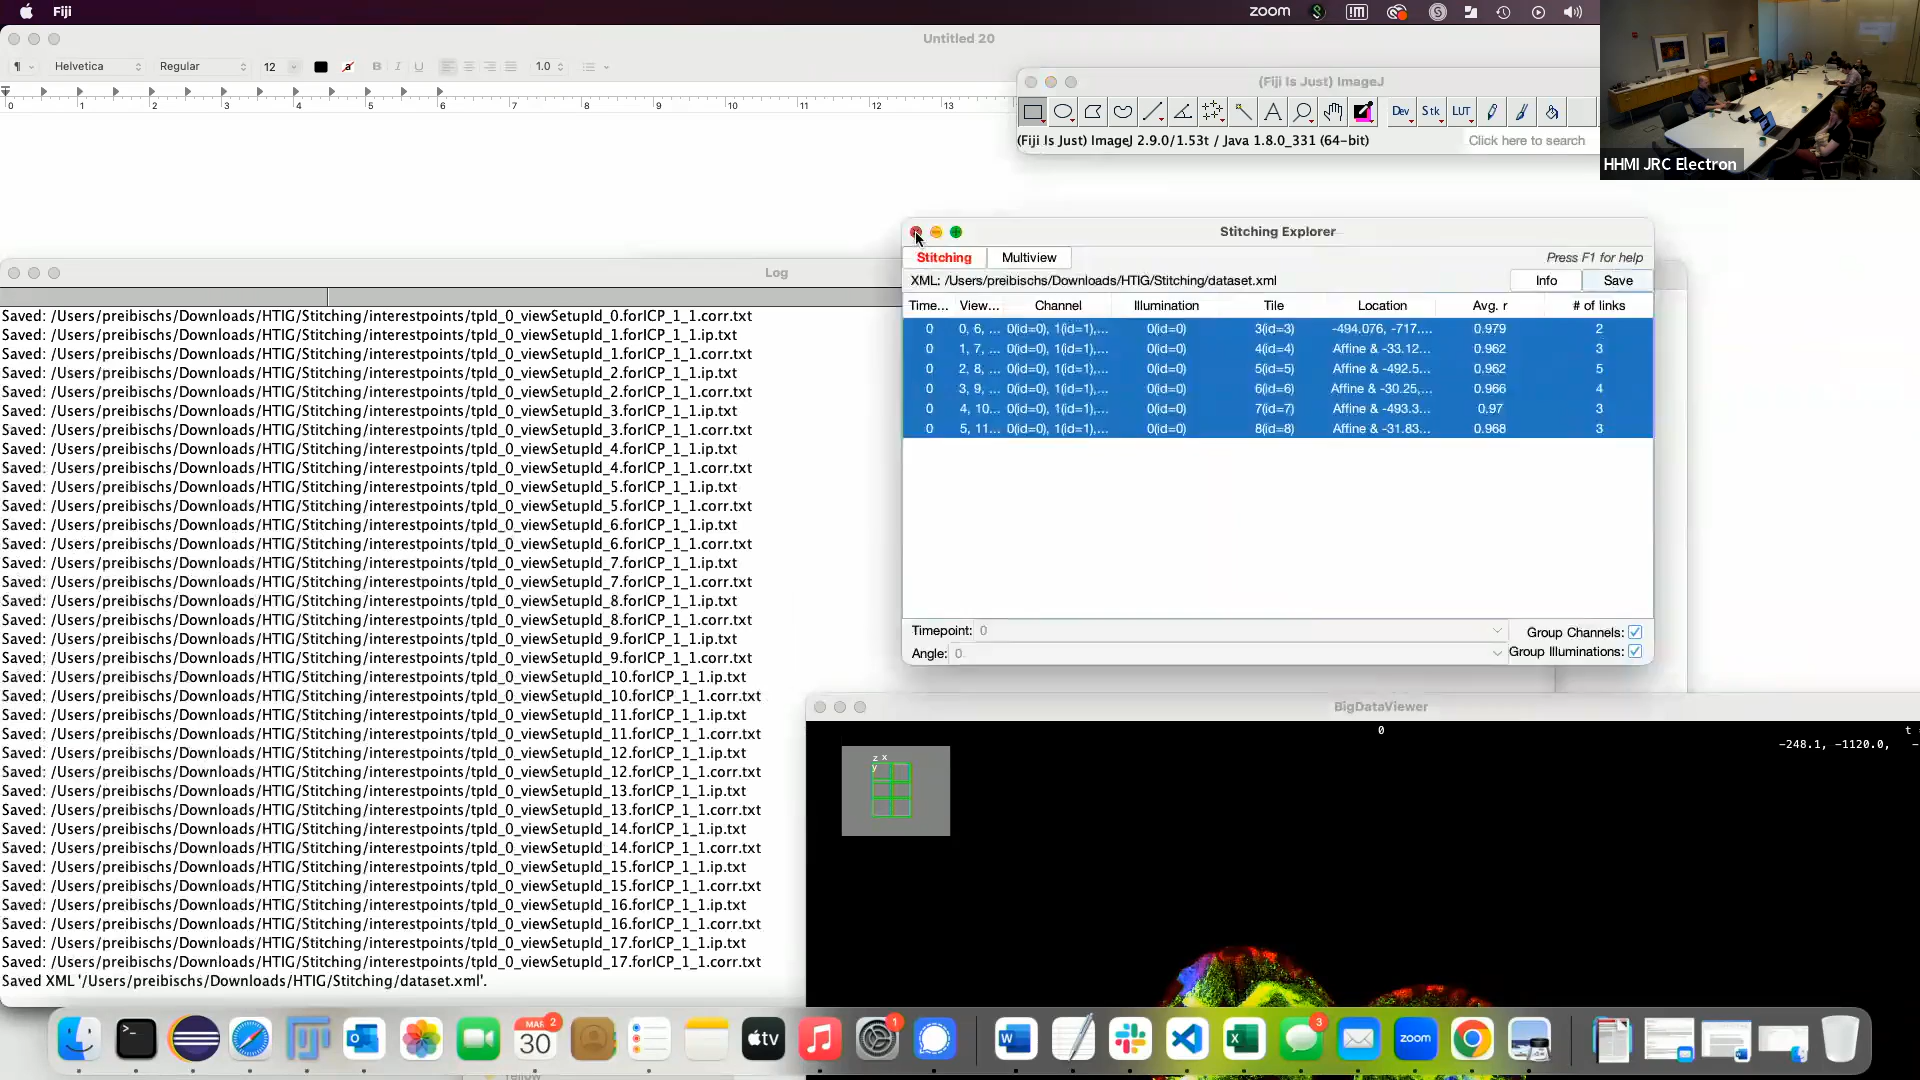 Fiji
zoom
Untitled 20
Helvetica
Regular
12
B
I
U
1.0
0 1 2 3 4 5 6 7 8 9 10 11 12 13
(Fiji Is Just) ImageJ
Dev
Stk
LUT
(Fiji Is Just) ImageJ 2.9.0/1.53t / Java 1.8.0_331 (64-bit)
Click here to search
HHMI JRC Electron
Log
Saved: /Users/preibischs/Downloads/HTIG/Stitching/interestpoints/tpId_0_viewSetupId_0.forICP_1_1.corr.txt
Saved: /Users/preibischs/Downloads/HTIG/Stitching/interestpoints/tpId_0_viewSetupId_1.forICP_1_1.ip.txt
Saved: /Users/preibischs/Downloads/HTIG/Stitching/interestpoints/tpId_0_viewSetupId_1.forICP_1_1.corr.txt
Saved: /Users/preibischs/Downloads/HTIG/Stitching/interestpoints/tpId_0_viewSetupId_2.forICP_1_1.ip.txt
Saved: /Users/preibischs/Downloads/HTIG/Stitching/interestpoints/tpId_0_viewSetupId_2.forICP_1_1.corr.txt
Saved: /Users/preibischs/Downloads/HTIG/Stitching/interestpoints/tpId_0_viewSetupId_3.forICP_1_1.ip.txt
Saved: /Users/preibischs/Downloads/HTIG/Stitching/interestpoints/tpId_0_viewSetupId_3.forICP_1_1.corr.txt
Saved: /Users/preibischs/Downloads/HTIG/Stitching/interestpoints/tpId_0_viewSetupId_4.forICP_1_1.ip.txt
Saved: /Users/preibischs/Downloads/HTIG/Stitching/interestpoints/tpId_0_viewSetupId_4.forICP_1_1.corr.txt
Saved: /Users/preibischs/Downloads/HTIG/Stitching/interestpoints/tpId_0_viewSetupId_5.forICP_1_1.ip.txt
Saved: /Users/preibischs/Downloads/HTIG/Stitching/interestpoints/tpId_0_viewSetupId_5.forICP_1_1.corr.txt
Saved: /Users/preibischs/Downloads/HTIG/Stitching/interestpoints/tpId_0_viewSetupId_6.forICP_1_1.ip.txt
Saved: /Users/preibischs/Downloads/HTIG/Stitching/interestpoints/tpId_0_viewSetupId_6.forICP_1_1.corr.txt
Saved: /Users/preibischs/Downloads/HTIG/Stitching/interestpoints/tpId_0_viewSetupId_7.forICP_1_1.ip.txt
Saved: /Users/preibischs/Downloads/HTIG/Stitching/interestpoints/tpId_0_viewSetupId_7.forICP_1_1.corr.txt
Saved: /Users/preibischs/Downloads/HTIG/Stitching/interestpoints/tpId_0_viewSetupId_8.forICP_1_1.ip.txt
Saved: /Users/preibischs/Downloads/HTIG/Stitching/interestpoints/tpId_0_viewSetupId_8.forICP_1_1.corr.txt
Saved: /Users/preibischs/Downloads/HTIG/Stitching/interestpoints/tpId_0_viewSetupId_9.forICP_1_1.ip.txt
Saved: /Users/preibischs/Downloads/HTIG/Stitching/interestpoints/tpId_0_viewSetupId_9.forICP_1_1.corr.txt
Saved: /Users/preibischs/Downloads/HTIG/Stitching/interestpoints/tpId_0_viewSetupId_10.forICP_1_1.ip.txt
Saved: /Users/preibischs/Downloads/HTIG/Stitching/interestpoints/tpId_0_viewSetupId_10.forICP_1_1.corr.txt
Saved: /Users/preibischs/Downloads/HTIG/Stitching/interestpoints/tpId_0_viewSetupId_11.forICP_1_1.ip.txt
Saved: /Users/preibischs/Downloads/HTIG/Stitching/interestpoints/tpId_0_viewSetupId_11.forICP_1_1.corr.txt
Saved: /Users/preibischs/Downloads/HTIG/Stitching/interestpoints/tpId_0_viewSetupId_12.forICP_1_1.ip.txt
Saved: /Users/preibischs/Downloads/HTIG/Stitching/interestpoints/tpId_0_viewSetupId_12.forICP_1_1.corr.txt
Saved: /Users/preibischs/Downloads/HTIG/Stitching/interestpoints/tpId_0_viewSetupId_13.forICP_1_1.ip.txt
Saved: /Users/preibischs/Downloads/HTIG/Stitching/interestpoints/tpId_0_viewSetupId_13.forICP_1_1.corr.txt
Saved: /Users/preibischs/Downloads/HTIG/Stitching/interestpoints/tpId_0_viewSetupId_14.forICP_1_1.ip.txt
Saved: /Users/preibischs/Downloads/HTIG/Stitching/interestpoints/tpId_0_viewSetupId_14.forICP_1_1.corr.txt
Saved: /Users/preibischs/Downloads/HTIG/Stitching/interestpoints/tpId_0_viewSetupId_15.forICP_1_1.ip.txt
Saved: /Users/preibischs/Downloads/HTIG/Stitching/interestpoints/tpId_0_viewSetupId_15.forICP_1_1.corr.txt
Saved: /Users/preibischs/Downloads/HTIG/Stitching/interestpoints/tpId_0_viewSetupId_16.forICP_1_1.ip.txt
Saved: /Users/preibischs/Downloads/HTIG/Stitching/interestpoints/tpId_0_viewSetupId_16.forICP_1_1.corr.txt
Saved: /Users/preibischs/Downloads/HTIG/Stitching/interestpoints/tpId_0_viewSetupId_17.forICP_1_1.ip.txt
Saved: /Users/preibischs/Downloads/HTIG/Stitching/interestpoints/tpId_0_viewSetupId_17.forICP_1_1.corr.txt
Saved XML '/Users/preibischs/Downloads/HTIG/Stitching/dataset.xml'.
Stitching Explorer
Stitching Multiview Press F1 for help
XML: /Users/preibischs/Downloads/HTIG/Stitching/dataset.xml Info Save
Time... View... Channel Illumination Tile Location Avg. r # of links
0 0, 6, ... 0(id=0), 1(id=1),... 0(id=0) 3(id=3) -494.076, -717.... 0.979 2
0 1, 7, ... 0(id=0), 1(id=1),... 0(id=0) 4(id=4) Affine & -33.12... 0.962 3
0 2, 8, ... 0(id=0), 1(id=1),... 0(id=0) 5(id=5) Affine & -492.5... 0.962 5
0 3, 9, ... 0(id=0), 1(id=1),... 0(id=0) 6(id=6) Affine & -30.25,... 0.966 4
0 4, 10... 0(id=0), 1(id=1),... 0(id=0) 7(id=7) Affine & -493.3... 0.97 3
0 5, 11... 0(id=0), 1(id=1),... 0(id=0) 8(id=8) Affine & -31.83... 0.968 3
Timepoint: 0 Group Channels:
Angle: 0 Group Illuminations:
BigDataViewer
0 t =
-248.1, -1120.0, -
z x
y
MAR 2
30
tv
1
W
X
3
zoom
Yellow